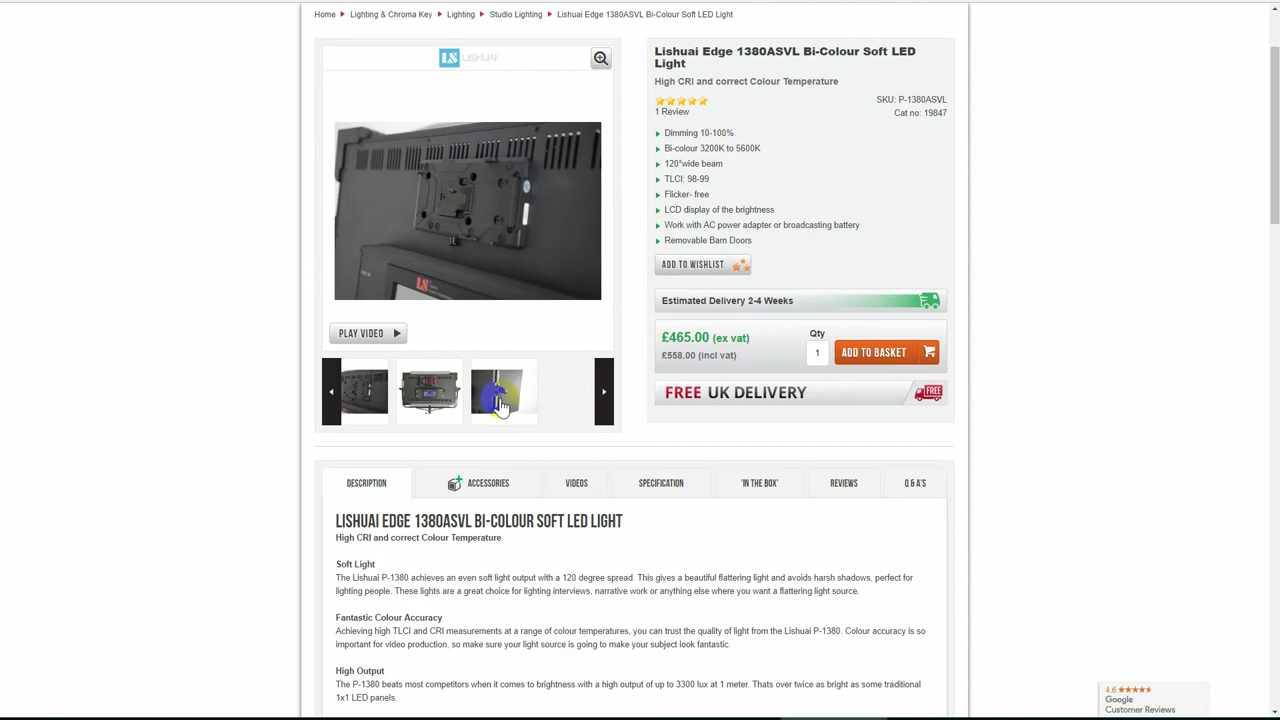 Home Lighting & Chroma Key Lighting Studio Lighting Lishuai Edge 1380ASVL Bi-Colour Soft LED Light
LS LISHUAI
LS
PLAY VIDEO
Lishuai Edge 1380ASVL Bi-Colour Soft LED
Light
High CRI and correct Colour Temperature
SKU: P-1380ASVL
1 Review
Cat no: 19847
Dimming 10-100%
Bi-colour 3200K to 5600K
120°wide beam
TLCI: 98-99
Flicker- free
LCD display of the brightness
Work with AC power adapter or broadcasting battery
Removable Barn Doors
ADD TO WISHLIST
Estimated Delivery 2-4 Weeks
£465.00 (ex vat)
£558.00 (incl vat)
Qty
1
ADD TO BASKET
FREE UK DELIVERY
FREE
DESCRIPTION ACCESSORIES VIDEOS SPECIFICATION 'IN THE BOX' REVIEWS Q & A'S
LISHUAI EDGE 1380ASVL BI-COLOUR SOFT LED LIGHT
High CRI and correct Colour Temperature
Soft Light
The Lishuai P-1380 achieves an even soft light output with a 120 degree spread. This gives a beautiful flattering light and avoids harsh shadows, perfect for
lighting people. These lights are a great choice for lighting interviews, narrative work or anything else where you want a flattering light source.
Fantastic Colour Accuracy
Achieving high TLCI and CRI measurements at a range of colour temperatures, you can trust the quality of light from the Lishuai P-1380. Colour accuracy is so
important for video production, so make sure your light source is going to make your subject look fantastic.
High Output
The P-1380 beats most competitors when it comes to brightness with a high output of up to 3300 lux at 1 meter. Thats over twice as bright as some traditional
1x1 LED panels.
4.6
Google
Customer Reviews